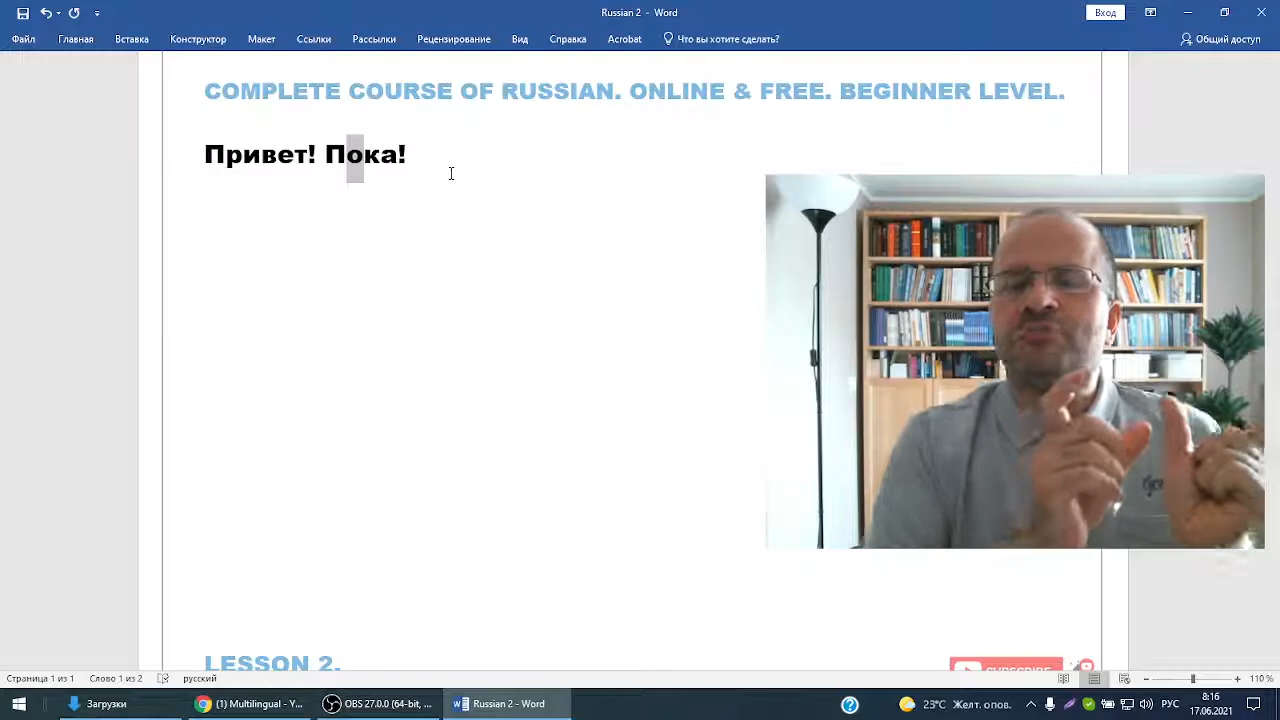 Russian 2 - Word
Вход
Файл Главная Вставка Конструктор Макет Ссылки Рассылки Рецензирование Вид Справка Acrobat Что вы хотите сделать? Общий доступ
COMPLETE COURSE OF RUSSIAN. ONLINE & FREE. BEGINNER LEVEL.
Привет! Пока!
LESSON 2.
SUBSCRIBE
Страница 1 из 1 Слово 1 из 2 русский 110 %
Загрузки (1) Multilingual - Y... OBS 27.0.0 (64-bit, ... Russian 2 - Word 23°C Желт. опов. РУС
8:16
17.06.2021